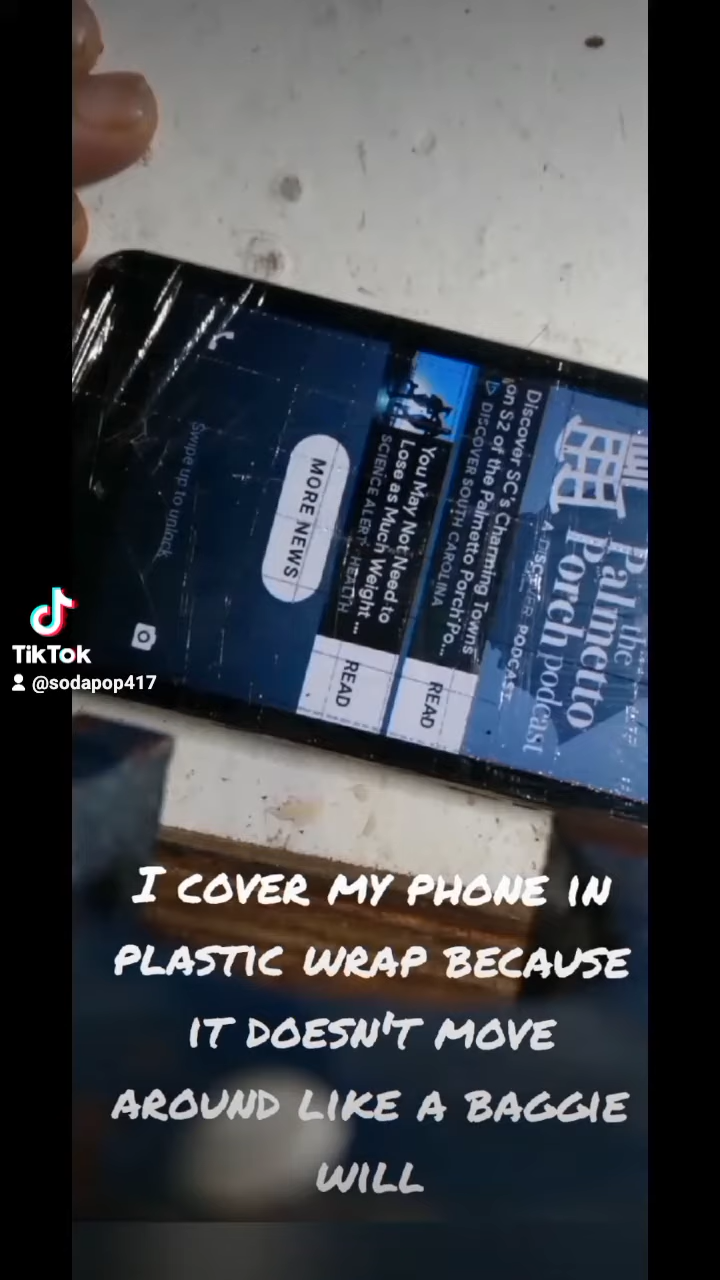 the
Palmetto
Porch podcast
A DISCOVER PODCAST
Discover SC's Charming Towns
on S2 of the Palmetto Porch Po...
DISCOVER SOUTH CAROLINA
READ
You May Not Need to
Lose as Much Weight ...
SCIENCE ALERT - HEALTH
READ
MORE NEWS
Swipe up to unlock
TikTok
@sodapop417
I COVER MY PHONE IN
PLASTIC WRAP BECAUSE
IT DOESN'T MOVE
AROUND LIKE A BAGGIE
WILL